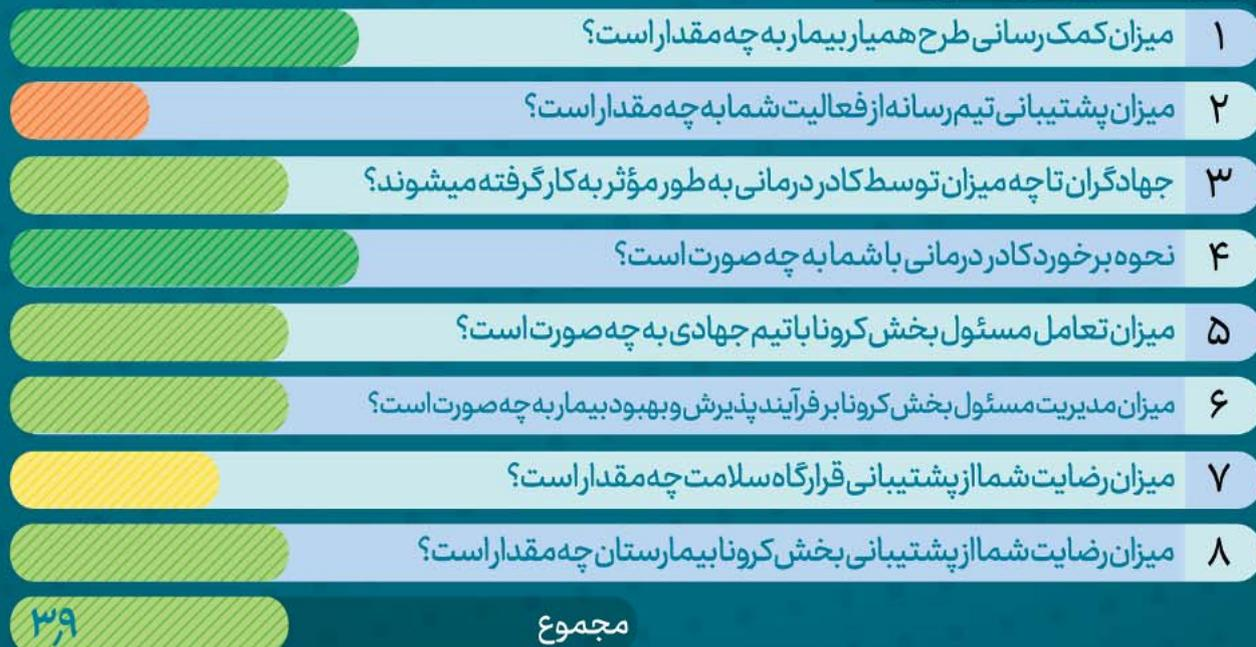 ۱ میزان کمک رسانی طرح همیار بیمار به چه مقدار است؟
۲ میزان پشتیبانی تیم رسانه از فعالیت شما به چه مقدار است؟
۳ جهادگران تا چه میزان توسط کادر درمانی به طور مؤثر به کار گرفته میشوند؟
۴ نحوه برخورد کادر درمانی با شما به چه صورت است؟
۵ میزان تعامل مسئول بخش کرونا با تیم جهادی به چه صورت است؟
۶ میزان مدیریت مسئول بخش کرونا بر فرآیند پذیرش و بهبود بیمار به چه صورت است؟
۷ میزان رضایت شما از پشتیبانی قرارگاه سلامت چه مقدار است؟
۸ میزان رضایت شما از پشتیبانی بخش کرونا بیمارستان چه مقدار است؟
مجموع ۳٫۹